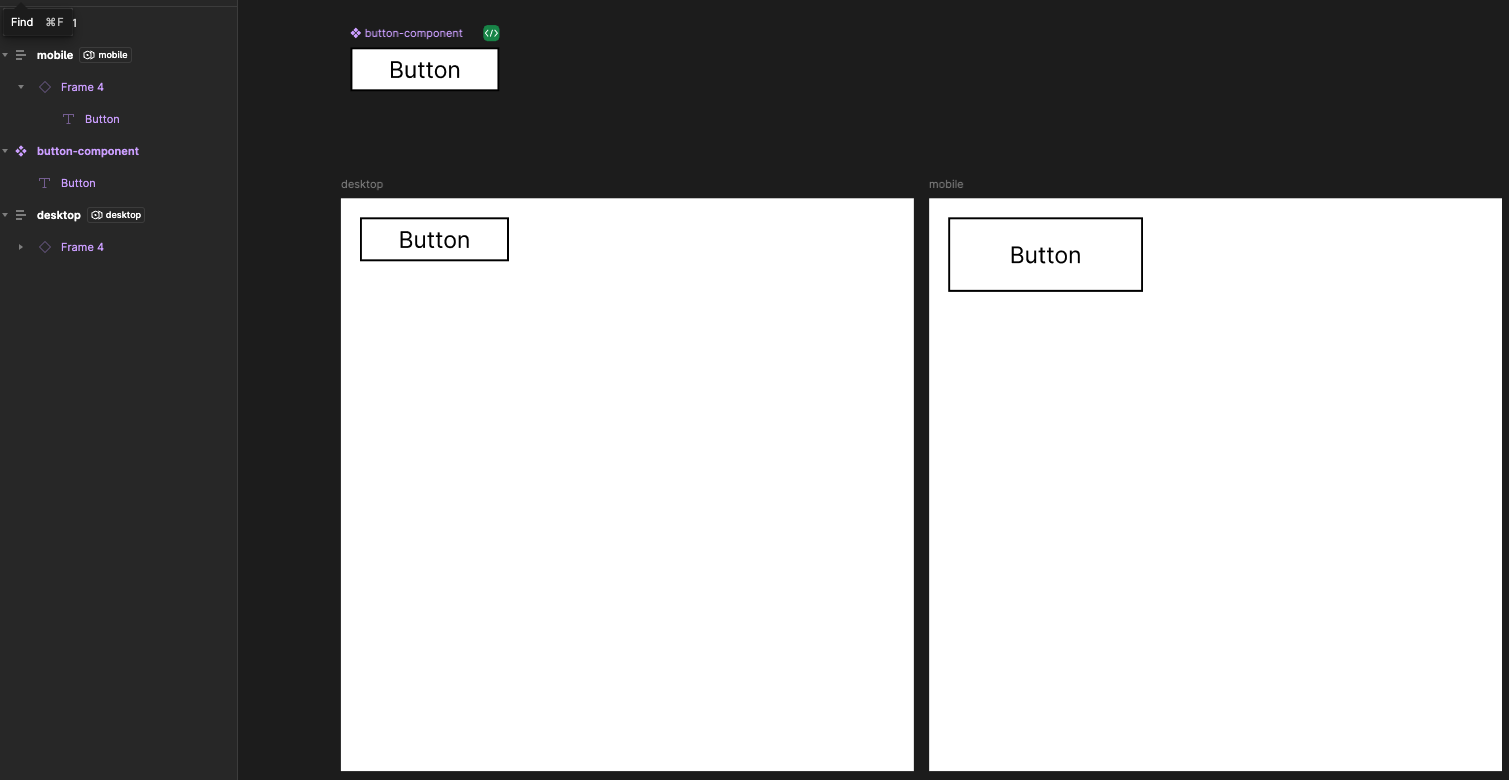 Find ⌘F 1
mobile mobile
Frame 4
Button
button-component
Button
desktop desktop
Frame 4
button-component </>
Button
desktop
Button
mobile
Button